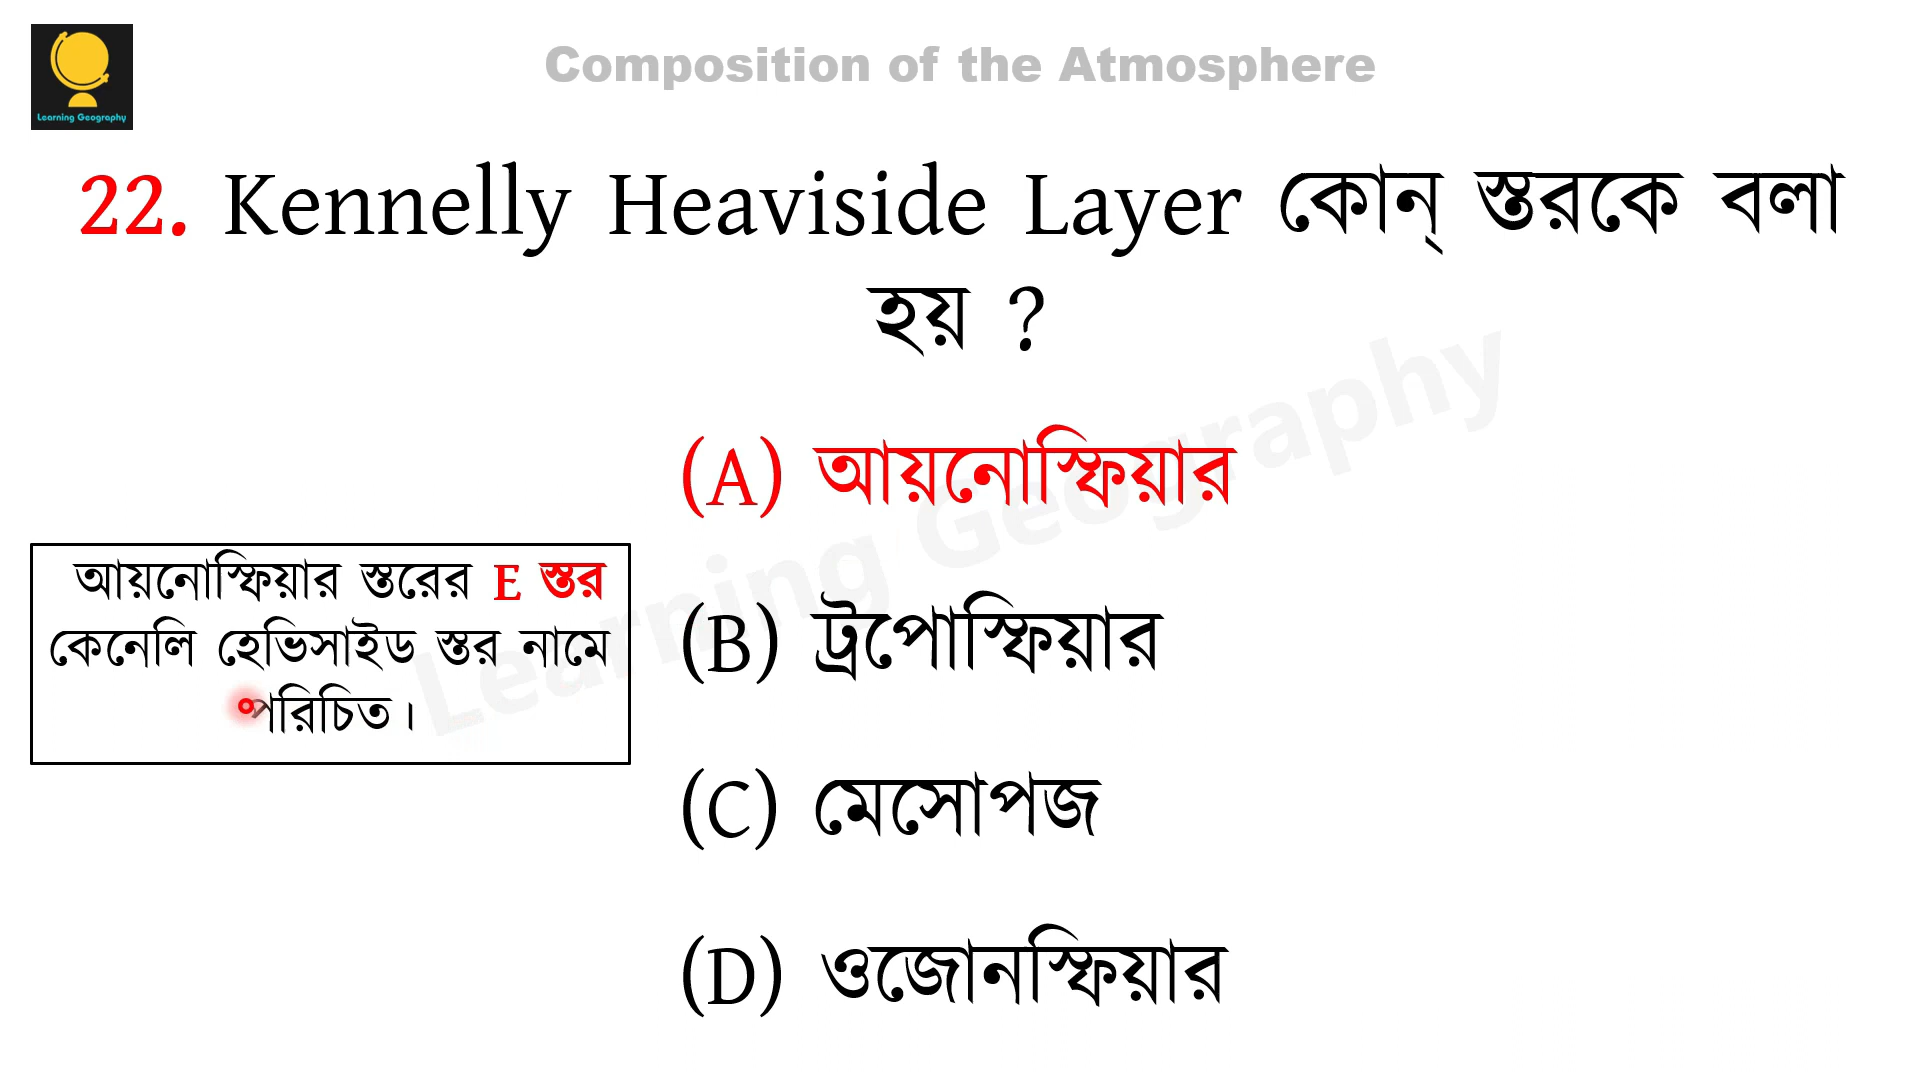 Composition of the Atmosphere
Learning Geography
22. Kennelly Heaviside Layer কোন্ স্তরকে বলা
হয় ?
(A) আয়নোস্ফিয়ার
আয়নোস্ফিয়ার স্তরের E স্তর
কেনেলি হেভিসাইড স্তর নামে
পরিচিত।
(B) ট্রপোস্ফিয়ার
(C) মেসোপজ
(D) ওজোনস্ফিয়ার
Learning Geography